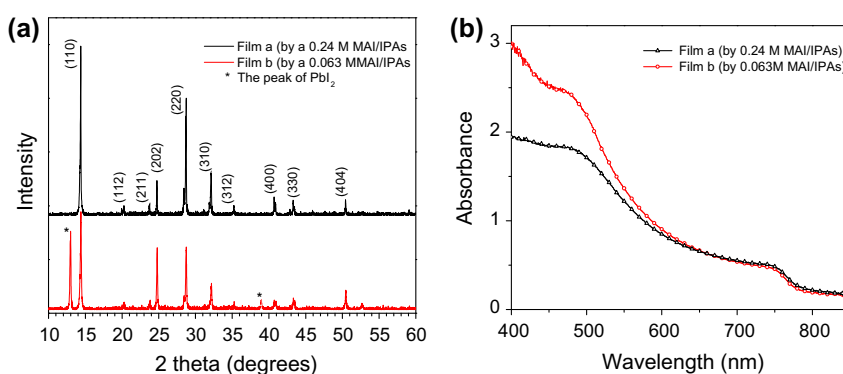 (a)
Film a (by a 0.24 M MAI/IPAs
Film b (by a 0.063 MMAI/IPAs
* The peak of PbI2
(110)
(112)
(211)
(202)
(220)
(310)
(312)
(400)
(330)
(404)
*
*
Intensity
10 15 20 25 30 35 40 45 50 55 60
2 theta (degrees)
(b)
Film a (by a 0.24 M MAI/IPAs)
Film b (by a 0.063M MAI/IPAs)
3
2
1
0
Absorbance
400 500 600 700 800
Wavelength (nm)